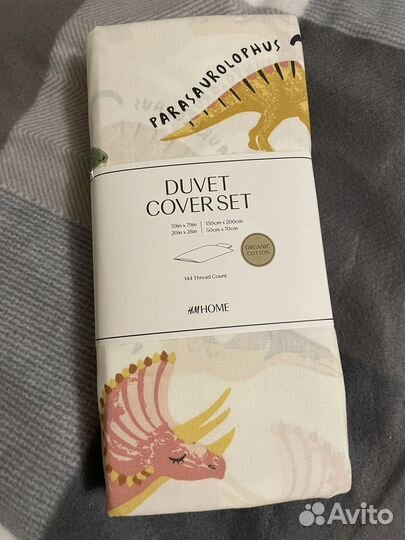 PARASAUROLOPHUS
DUVET
COVER SET
59in x 79in | 150cm x 200cm
20in x 28in | 50cm x 70cm
ORGANIC
COTTON
144 Thread Count
H&M HOME
Avito